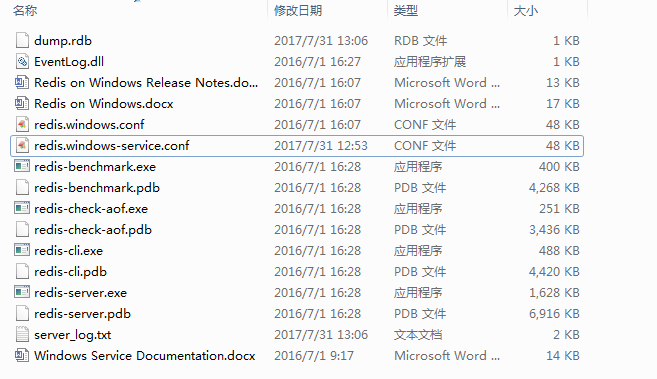 名称 修改日期 类型 大小
dump.rdb 2017/7/31 13:06 RDB 文件 1 KB
EventLog.dll 2016/7/1 16:27 应用程序扩展 1 KB
Redis on Windows Release Notes.do... 2016/7/1 16:07 Microsoft Word ... 13 KB
Redis on Windows.docx 2016/7/1 16:07 Microsoft Word ... 17 KB
redis.windows.conf 2016/7/1 16:07 CONF 文件 48 KB
redis.windows-service.conf 2017/7/31 12:53 CONF 文件 48 KB
redis-benchmark.exe 2016/7/1 16:28 应用程序 400 KB
redis-benchmark.pdb 2016/7/1 16:28 PDB 文件 4,268 KB
redis-check-aof.exe 2016/7/1 16:28 应用程序 251 KB
redis-check-aof.pdb 2016/7/1 16:28 PDB 文件 3,436 KB
redis-cli.exe 2016/7/1 16:28 应用程序 488 KB
redis-cli.pdb 2016/7/1 16:28 PDB 文件 4,420 KB
redis-server.exe 2016/7/1 16:28 应用程序 1,628 KB
redis-server.pdb 2016/7/1 16:28 PDB 文件 6,916 KB
server_log.txt 2017/7/31 13:06 文本文档 2 KB
Windows Service Documentation.docx 2016/7/1 9:17 Microsoft Word ... 14 KB